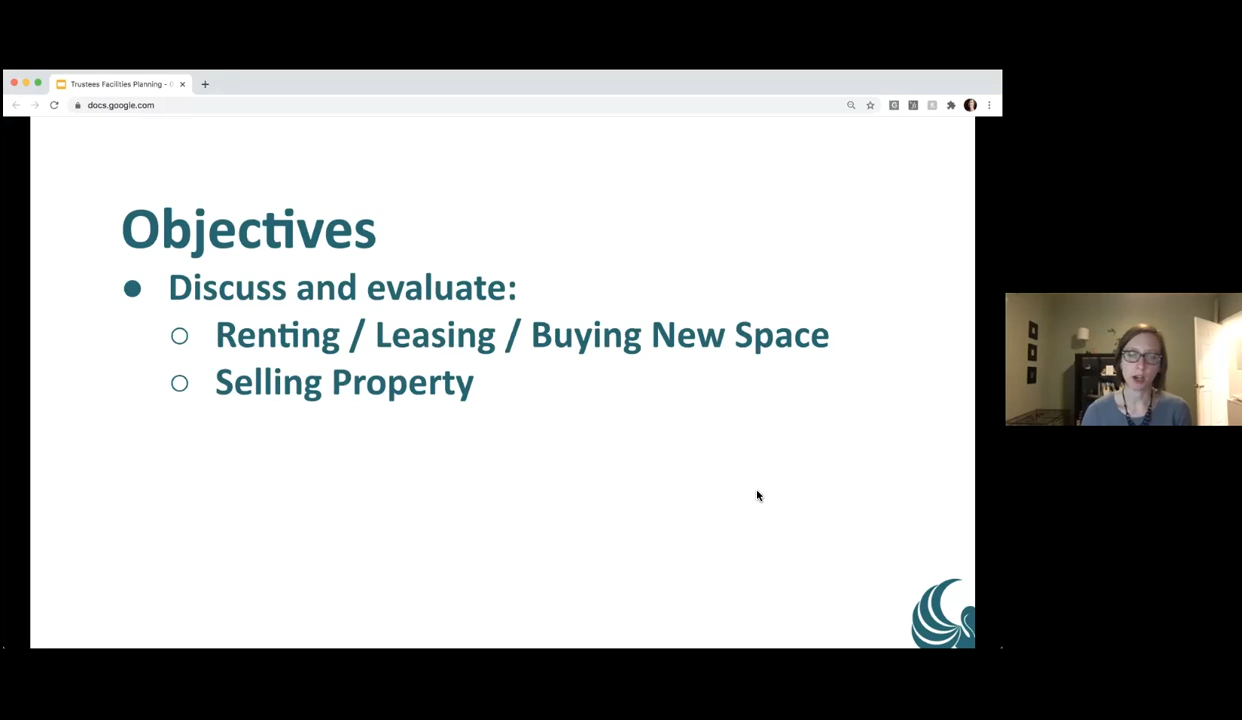 Trustees Facilities Planning -
docs.google.com
Objectives
● Discuss and evaluate:
○ Renting / Leasing / Buying New Space
○ Selling Property